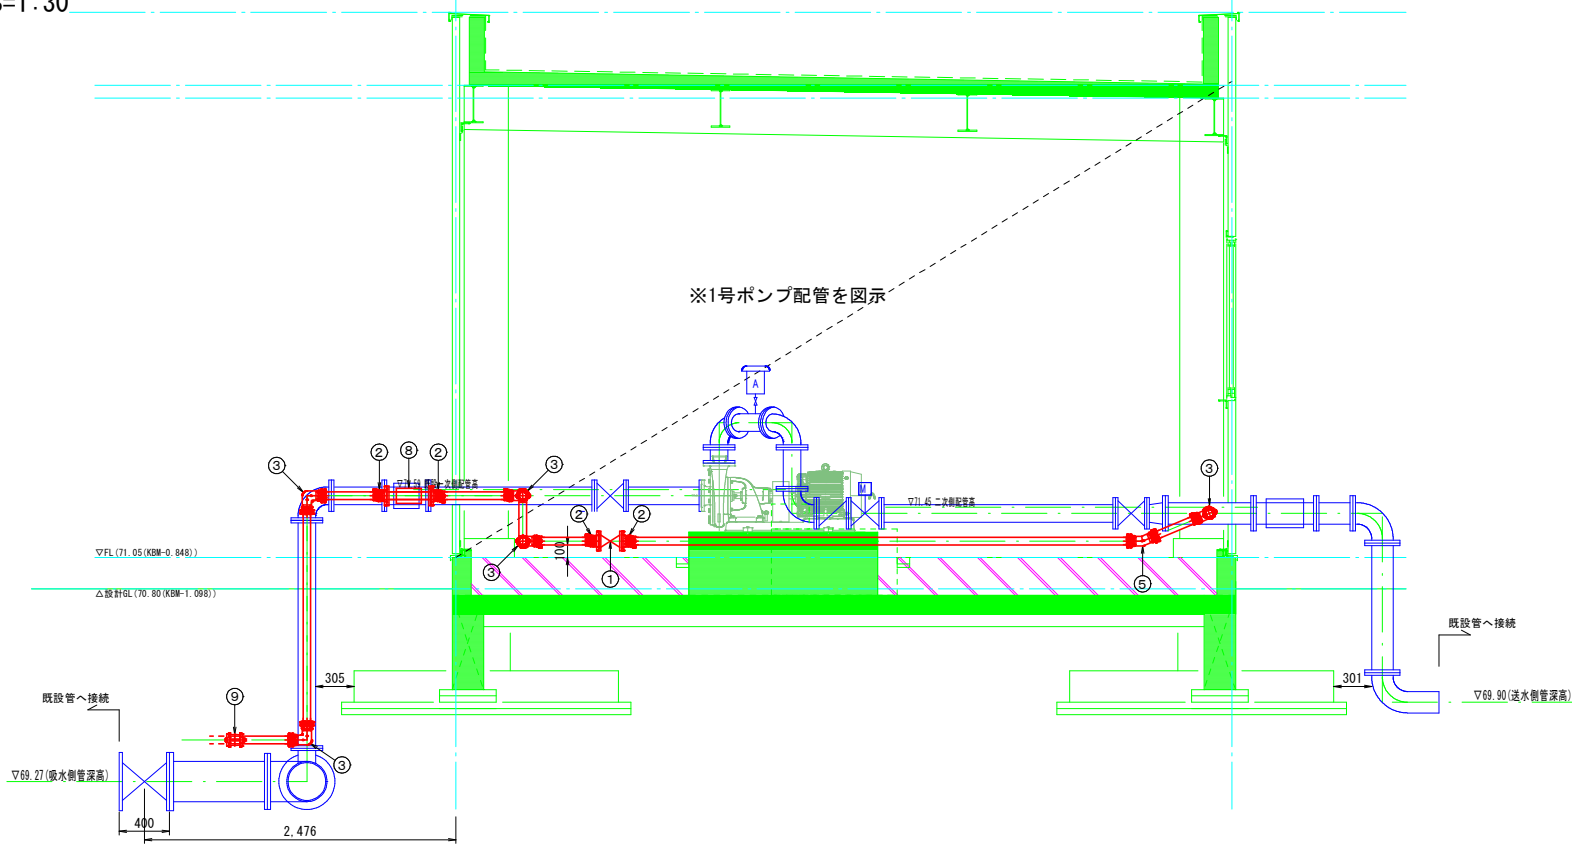 S=1:30
※1号ポンプ配管を図示
A
M
③
②
⑧
②
③
③
▽71.45 二次側配管高
②
②
100
③
①
⑤
▽FL(71.05(KBM-0.848))
△設計GL(70.80(KBM-1.098))
既設管へ接続
305
301
既設管へ接続
▽69.90(送水側管深高)
⑨
③
▽69.27(吸水側管深高)
400
2,476